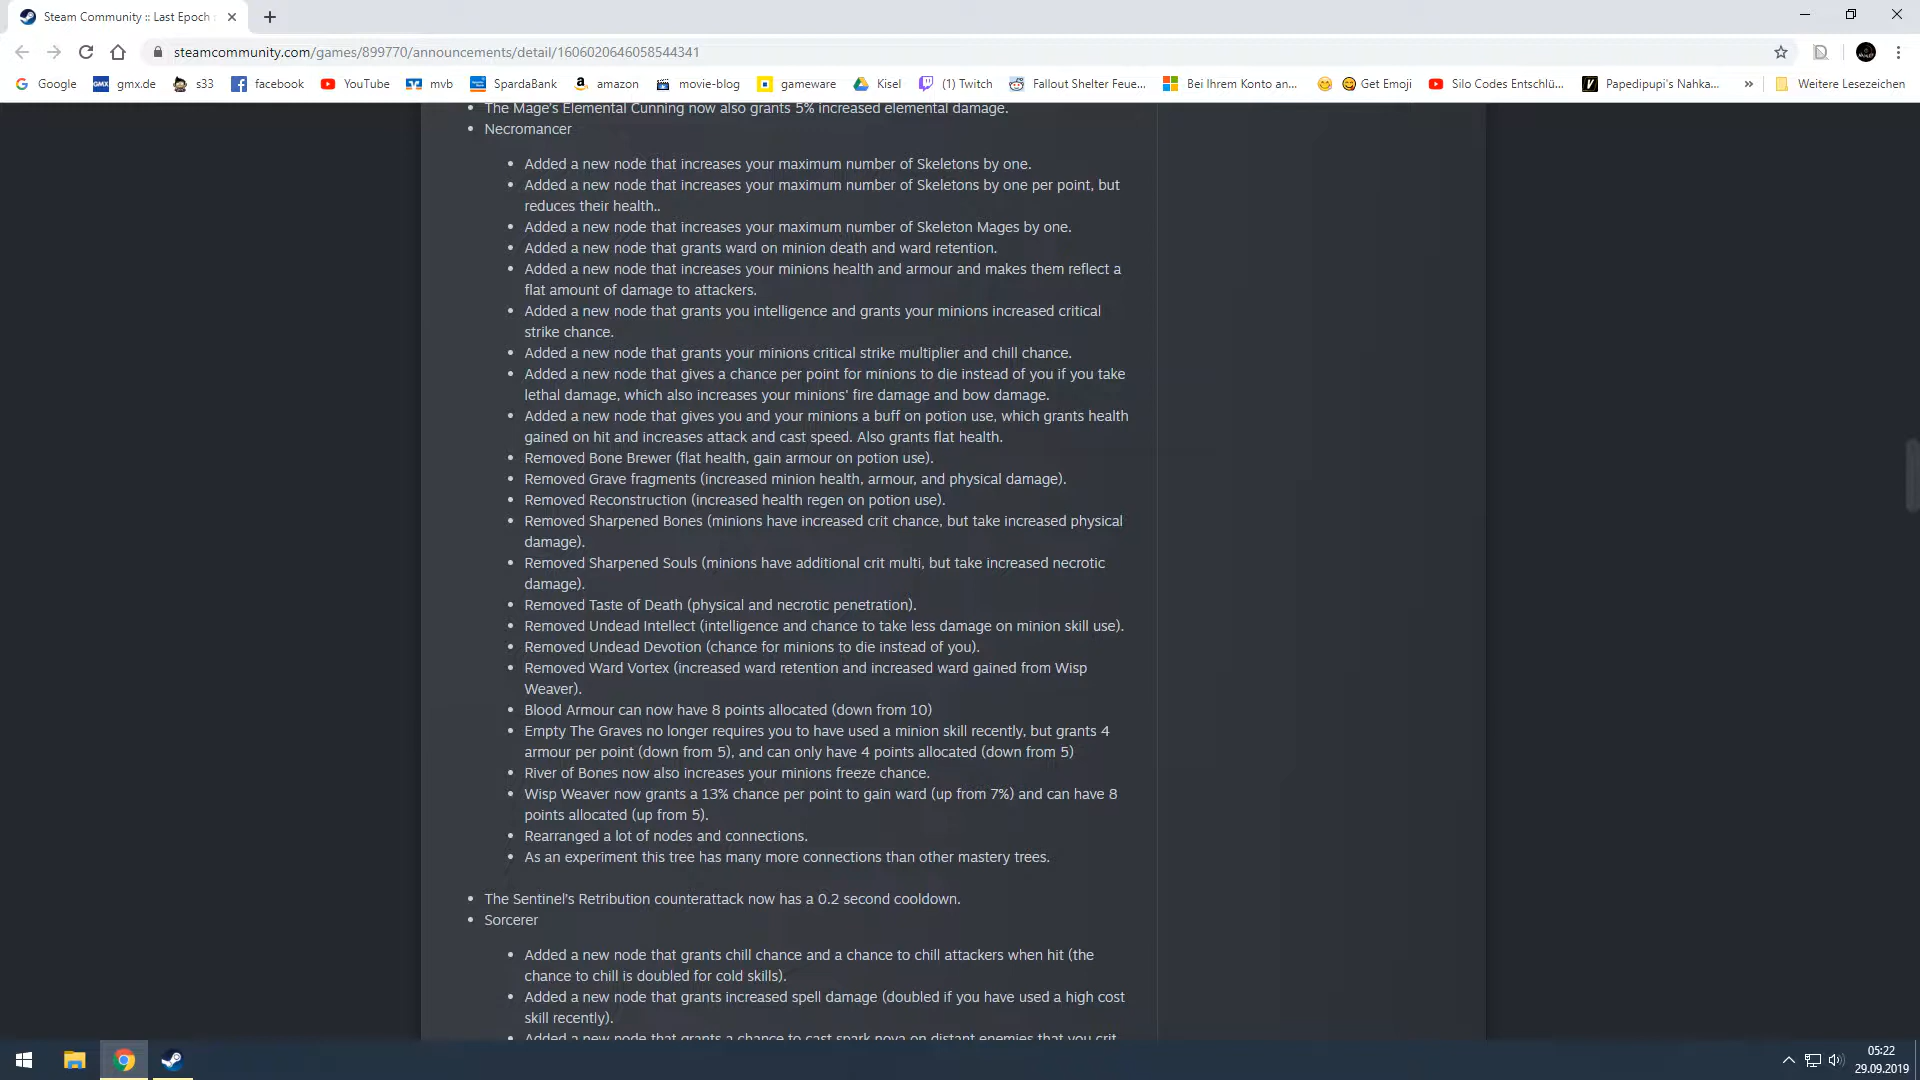 Steam Community :: Last Epoch
steamcommunity.com/games/899770/announcements/detail/1606020646058544341
Google gmx.de s33 facebook YouTube mvb SpardaBank amazon movie-blog gameware Kisel (1) Twitch Fallout Shelter Feue... Bei Ihrem Konto an... Get Emoji Silo Codes Entschlü... Papedipupi's Nahka... » Weitere Lesezeichen
• The Mage's Elemental Cunning now also grants 5% increased elemental damage.
• Necromancer
• Added a new node that increases your maximum number of Skeletons by one.
• Added a new node that increases your maximum number of Skeletons by one per point, but
reduces their health..
• Added a new node that increases your maximum number of Skeleton Mages by one.
• Added a new node that grants ward on minion death and ward retention.
• Added a new node that increases your minions health and armour and makes them reflect a
flat amount of damage to attackers.
• Added a new node that grants you intelligence and grants your minions increased critical
strike chance.
• Added a new node that grants your minions critical strike multiplier and chill chance.
• Added a new node that gives a chance per point for minions to die instead of you if you take
lethal damage, which also increases your minions' fire damage and bow damage.
• Added a new node that gives you and your minions a buff on potion use, which grants health
gained on hit and increases attack and cast speed. Also grants flat health.
• Removed Bone Brewer (flat health, gain armour on potion use).
• Removed Grave fragments (increased minion health, armour, and physical damage).
• Removed Reconstruction (increased health regen on potion use).
• Removed Sharpened Bones (minions have increased crit chance, but take increased physical
damage).
• Removed Sharpened Souls (minions have additional crit multi, but take increased necrotic
damage).
• Removed Taste of Death (physical and necrotic penetration).
• Removed Undead Intellect (intelligence and chance to take less damage on minion skill use).
• Removed Undead Devotion (chance for minions to die instead of you).
• Removed Ward Vortex (increased ward retention and increased ward gained from Wisp
Weaver).
• Blood Armour can now have 8 points allocated (down from 10)
• Empty The Graves no longer requires you to have used a minion skill recently, but grants 4
armour per point (down from 5), and can only have 4 points allocated (down from 5)
• River of Bones now also increases your minions freeze chance.
• Wisp Weaver now grants a 13% chance per point to gain ward (up from 7%) and can have 8
points allocated (up from 5).
• Rearranged a lot of nodes and connections.
• As an experiment this tree has many more connections than other mastery trees.
• The Sentinel's Retribution counterattack now has a 0.2 second cooldown.
• Sorcerer
• Added a new node that grants chill chance and a chance to chill attackers when hit (the
chance to chill is doubled for cold skills).
• Added a new node that grants increased spell damage (doubled if you have used a high cost
skill recently).
• Added a new node that grants a chance to cast spark nova on distant enemies that you crit
05:22
29.09.2019